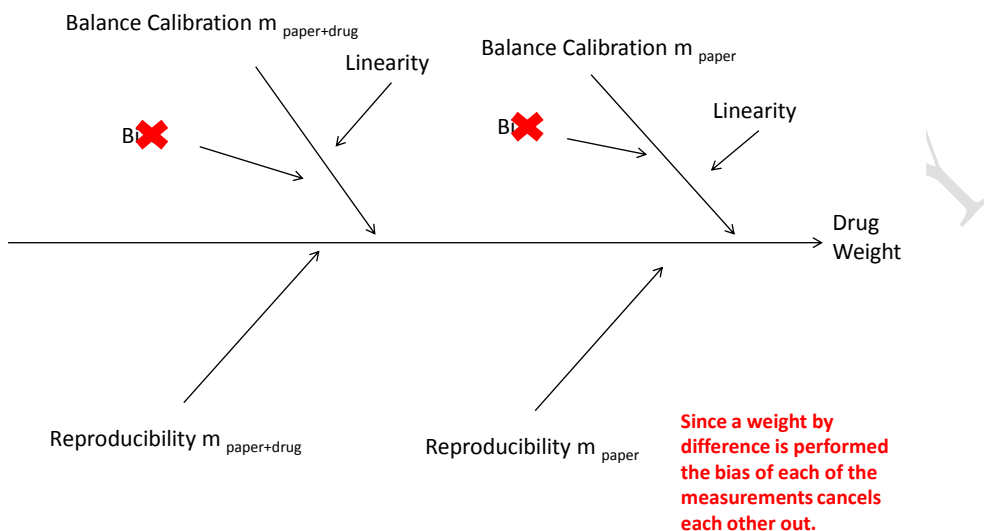 Balance Calibration m paper+drug
Linearity
Balance Calibration m paper
Linearity
Drug
Weight
Reproducibility m paper+drug
Reproducibility m paper
Since a weight by
difference is performed
the bias of each of the
measurements cancels
each other out.